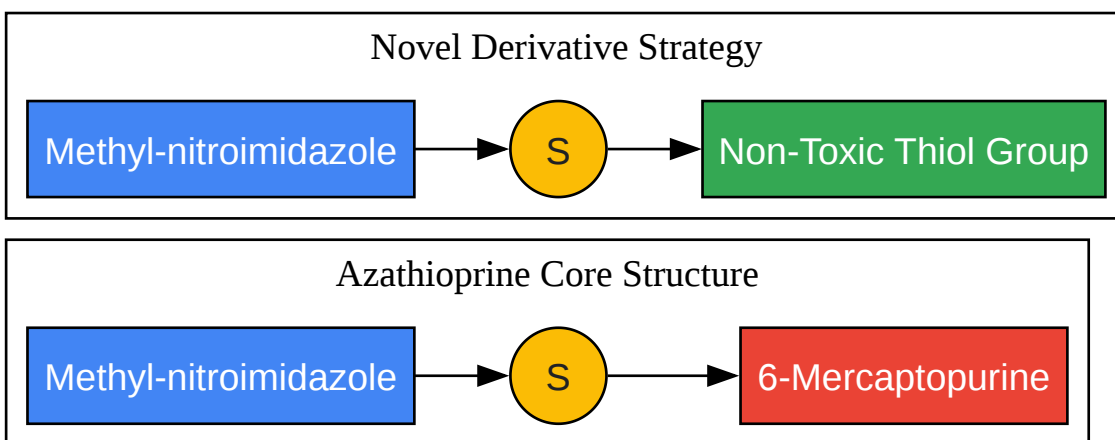 Novel Derivative Strategy
Methyl-nitroimidazole S Non-Toxic Thiol Group
Azathioprine Core Structure
Methyl-nitroimidazole S 6-Mercaptopurine